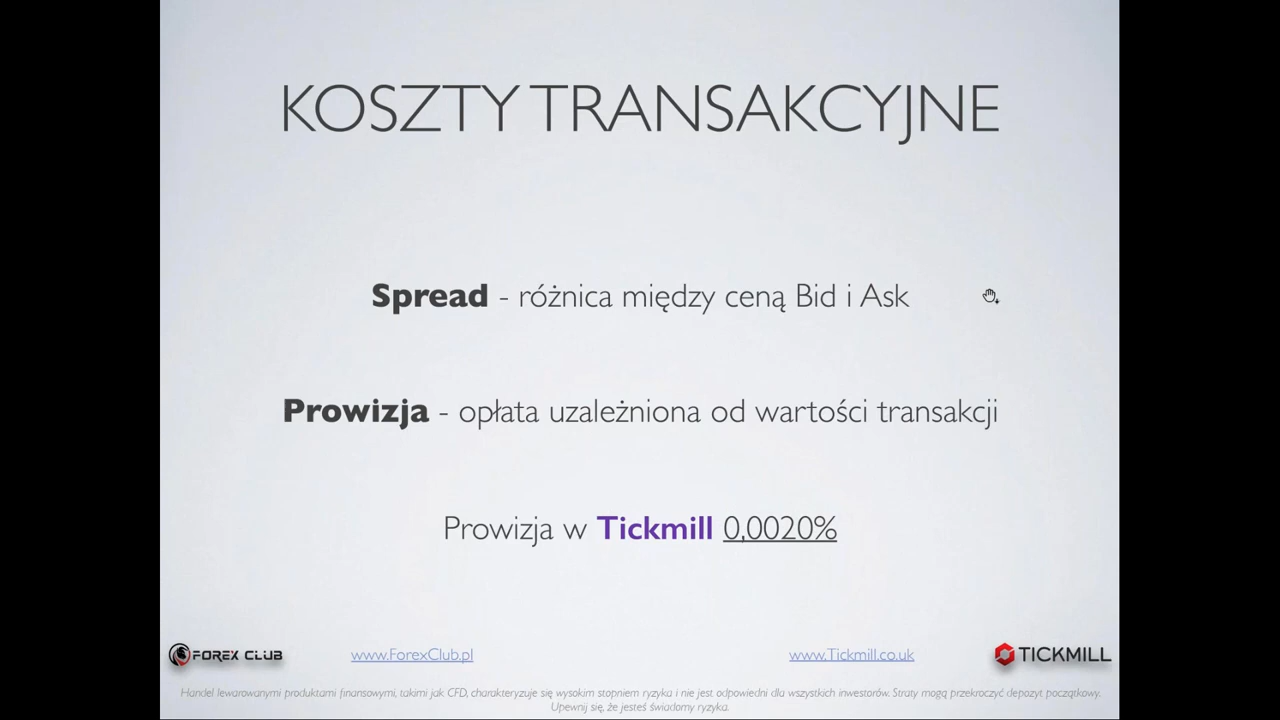 KOSZTY TRANSAKCYJNE
Spread - różnica między ceną Bid i Ask
Prowizja - opłata uzależniona od wartości transakcji
Prowizja w Tickmill 0,0020%
FOREX CLUB www.ForexClub.pl www.Tickmill.co.uk TICKMILL
Handel lewarowanymi produktami finansowymi, takimi jak CFD, charakteryzuje się wysokim stopniem ryzyka i nie jest odpowiedni dla wszystkich inwestorów. Straty mogą przekroczyć depozyt początkowy.
Upewnij się, że jesteś świadomy ryzyka.